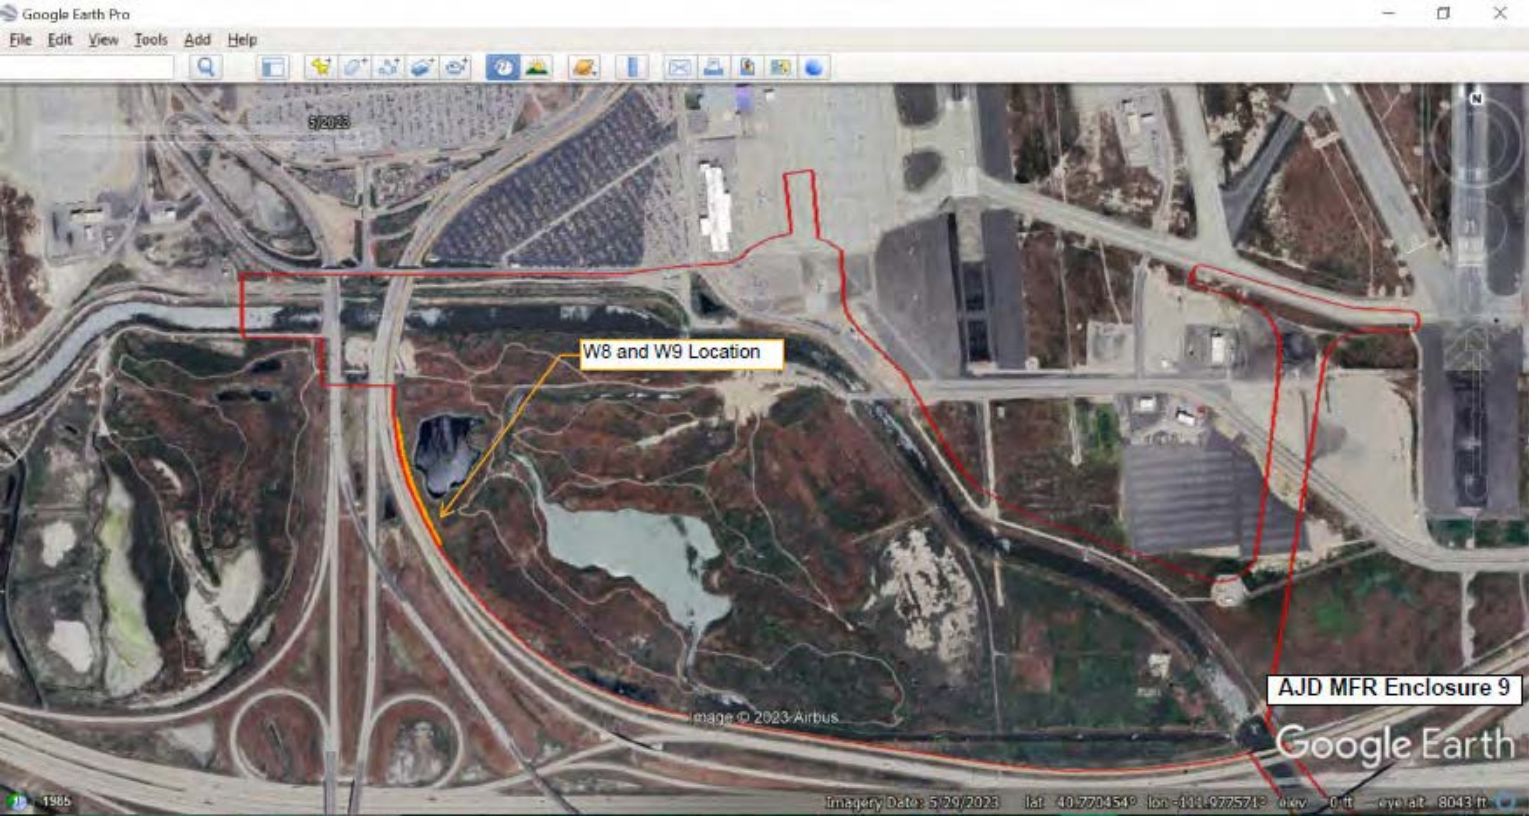 Google Earth Pro
File Edit View Tools Add Help
5/2023
N
W8 and W9 Location
AJD MFR Enclosure 9
Image © 2023 Airbus
Google Earth
1985
Imagery Date: 5/29/2023 lat 40.770454° lon -111.977571° elev 0 ft eye alt 8043 ft